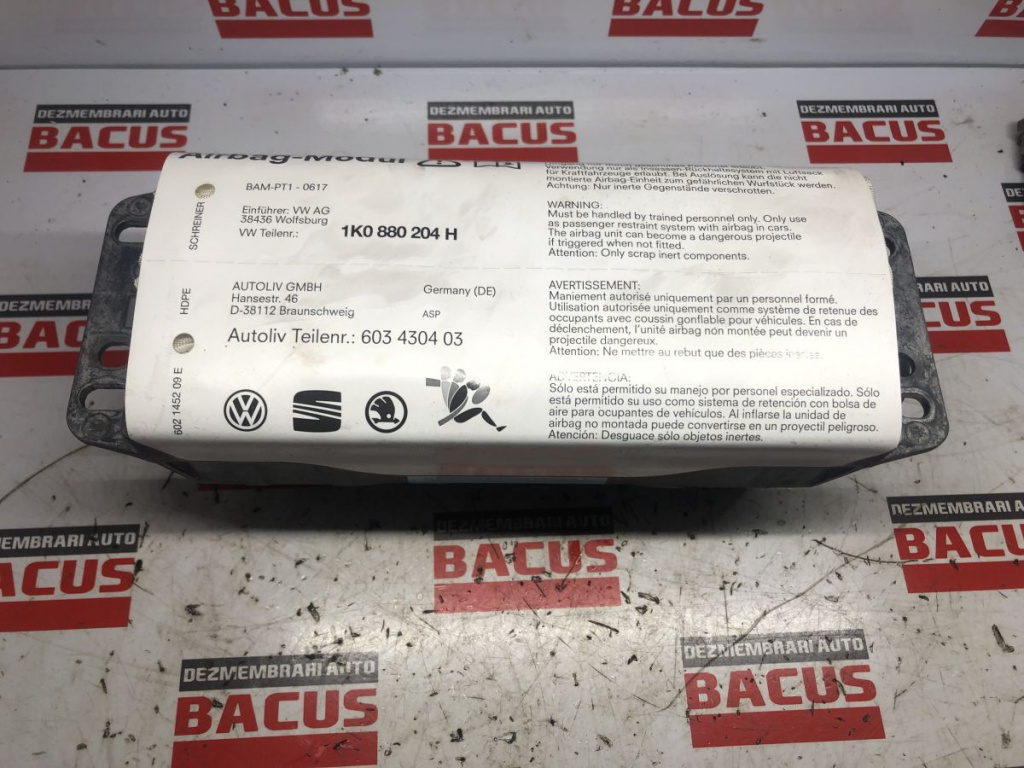 BACUS
BACUS
BACUS
DEZMEMBRARI AUTO
BACUS
DEZMEMBRARI AUTO
BACUS
DEZMEMBRARI AUTO
BACUS
Airbag-Modul
BAM-PT1 - 0617
Einführer: VW AG
38436 Wolfsburg
VW Teilenr.: 1K0 880 204 H
SCHREINER
HDPE
602 1452 09 E
AUTOLIV GMBH
Hansestr. 46
D-38112 Braunschweig
Germany (DE)
ASP
Autoliv Teilenr.: 603 4304 03
Verwendung nur als Insassen-Rückhaltesystem mit Luftsack
für Kraftfahrzeuge erlaubt. Bei Auslösung kann die nicht
montierte Airbag-Einheit zum gefährlichen Wurfstück werden.
Achtung: Nur inerte Gegenstände verschrotten.
WARNING:
Must be handled by trained personnel only. Only use
as passenger restraint system with airbag in cars.
The airbag unit can become a dangerous projectile
if triggered when not fitted.
Attention: Only scrap inert components.
AVERTISSEMENT:
Maniement autorisé uniquement par un personnel formé.
Utilisation autorisée uniquement comme système de retenue des
occupants avec coussin gonflable pour véhicules. En cas de
déclenchement, l'unité airbag non montée peut devenir un
projectile dangereux.
Attention: Ne mettre au rebut que des pièces inertes.
ADVERTENCIA:
Sólo está permitido su manejo por personel especializado. Sólo
está permitido su uso como sistema de retención con bolsa de
aire para ocupantes de vehículos. Al inflarse la unidad de
airbag no montada puede convertirse en un proyectil peligroso.
Atención: Desguace sólo objetos inertes.
DEZMEMBRARI AUTO
BACUS
DEZMEMBRARI AUTO
BACUS
DEZMEMBRARI AUTO
BACUS
DEZMEMBRARI AUTO
BACUS
DEZMEMBRARI AUTO
BACUS